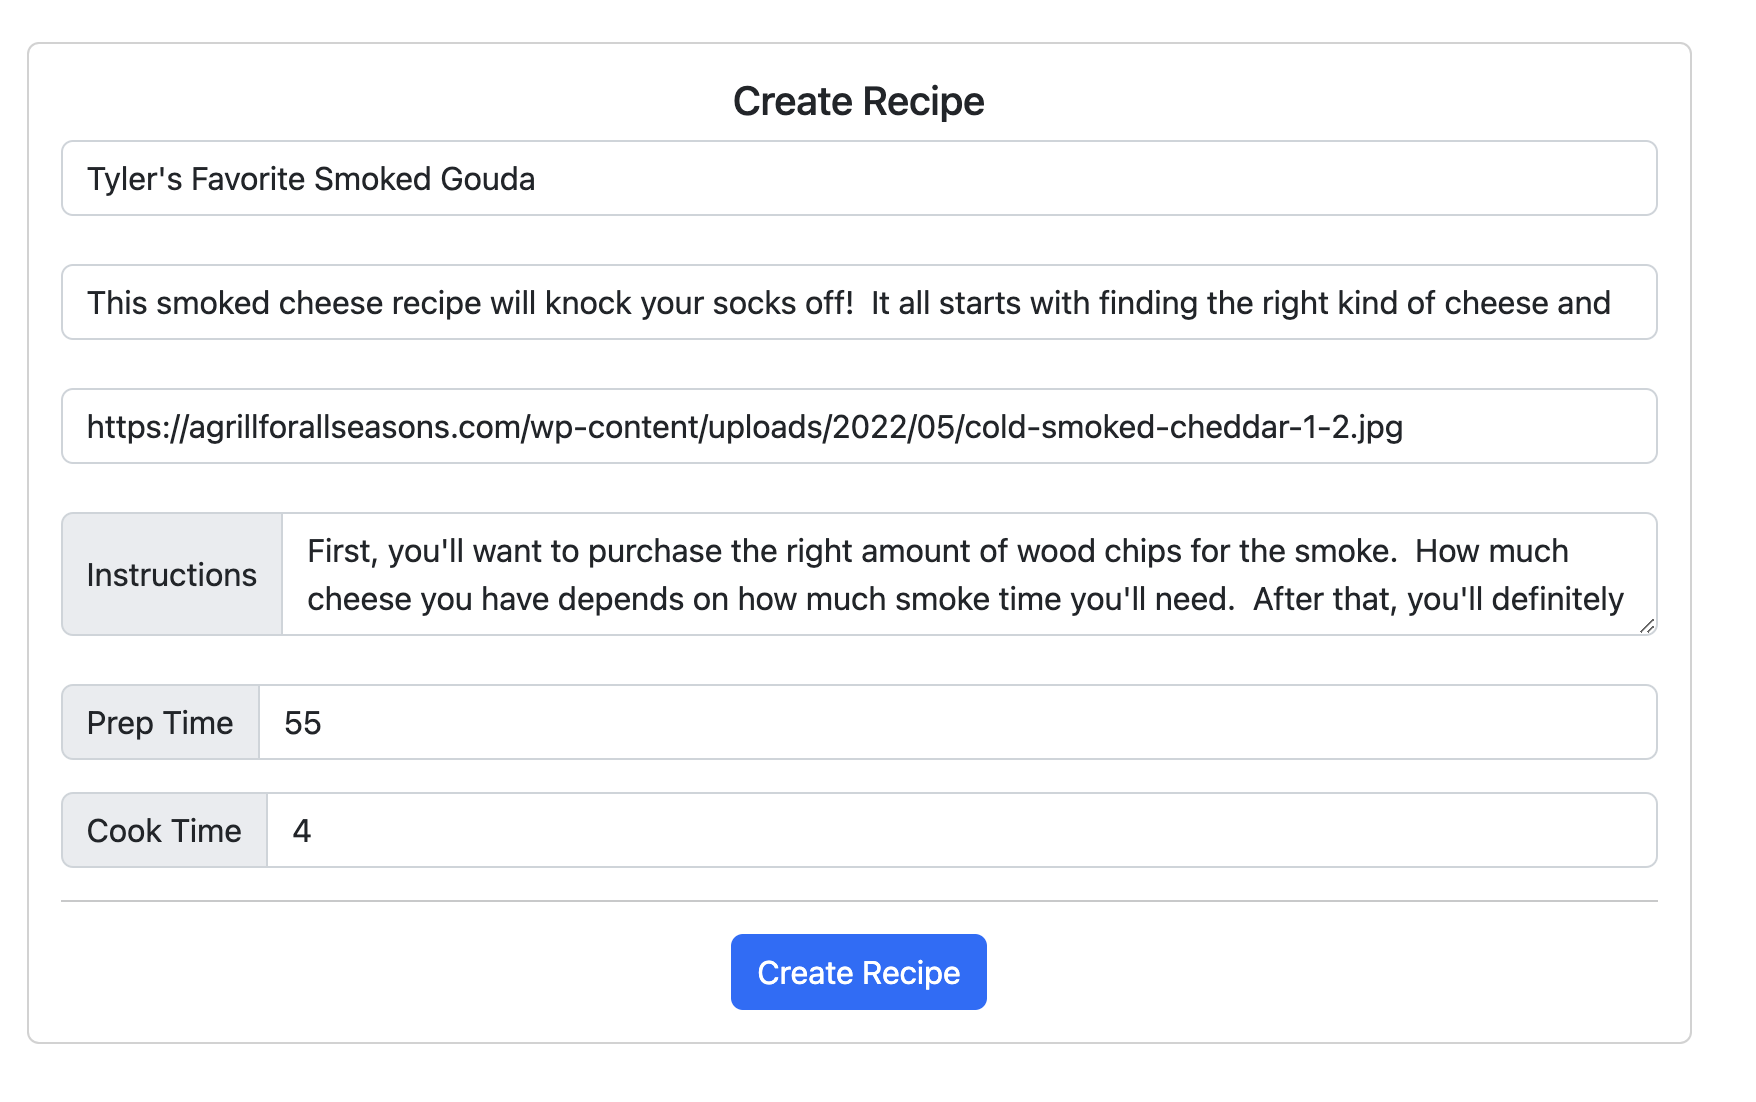 Create Recipe
Tyler's Favorite Smoked Gouda
This smoked cheese recipe will knock your socks off!  It all starts with finding the right kind of cheese and
https://agrillforallseasons.com/wp-content/uploads/2022/05/cold-smoked-cheddar-1-2.jpg
Instructions
First, you'll want to purchase the right amount of wood chips for the smoke.  How much
cheese you have depends on how much smoke time you'll need.  After that, you'll definitely
Prep Time 55
Cook Time 4
Create Recipe